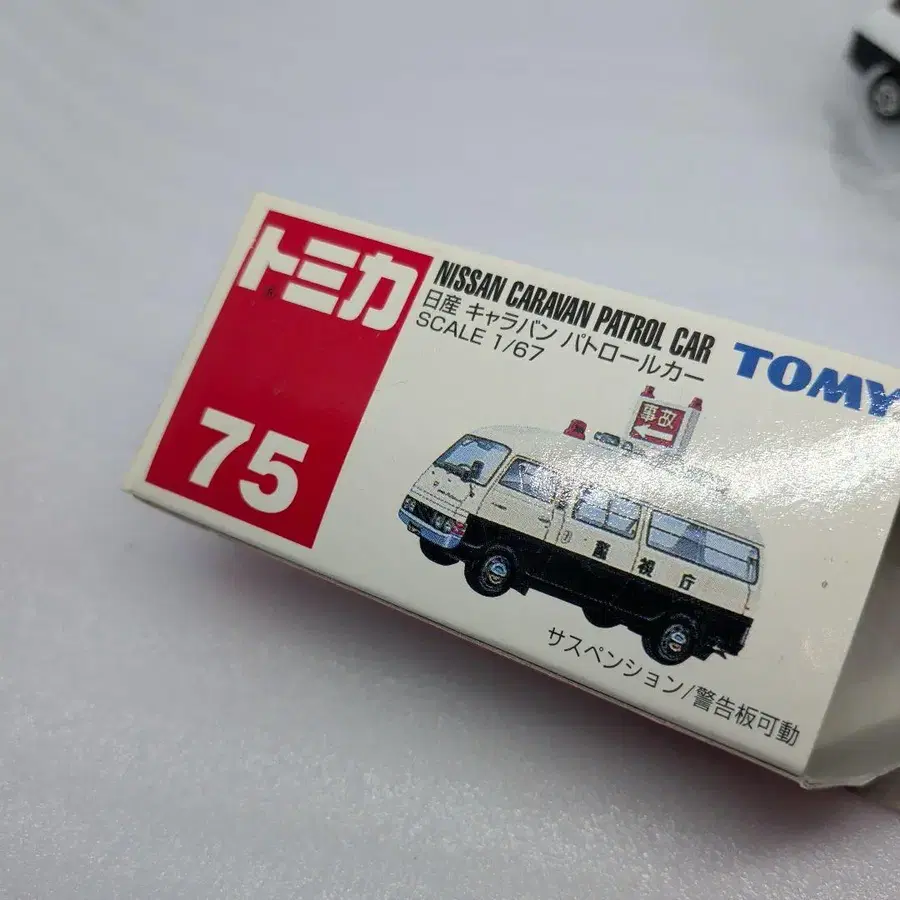 トミカ
75
NISSAN CARAVAN PATROL CAR
日産 キャラバン パトロールカー
SCALE 1/67
TOMY
事故
警視庁
サスペンション/警告板可動